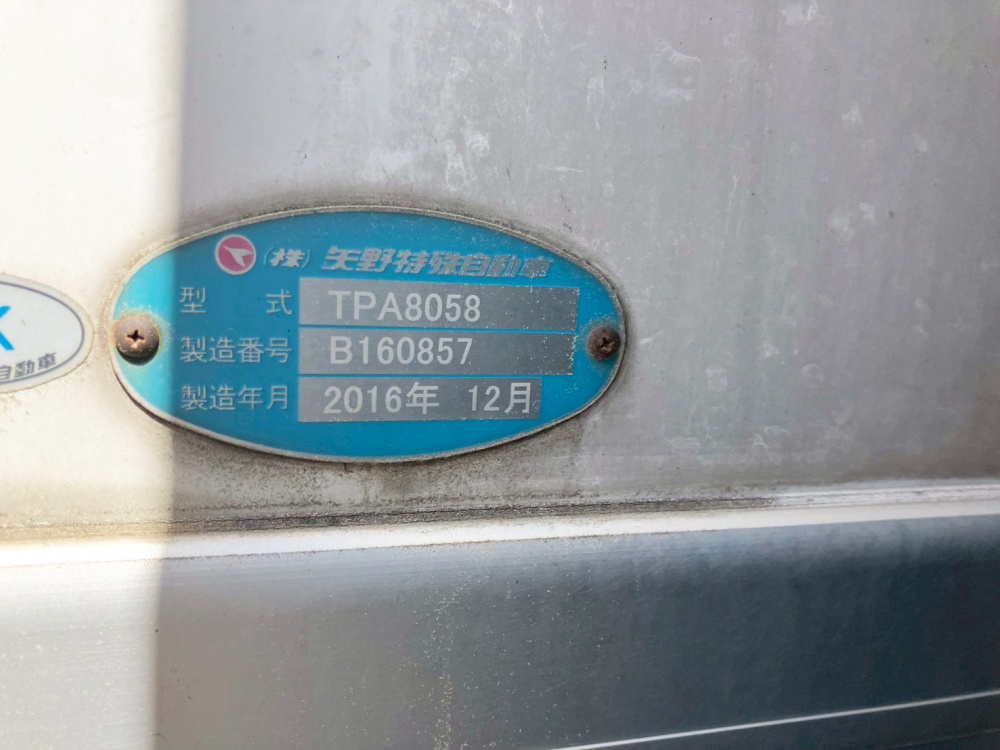 (株) 矢野特殊自動車
型 式 TPA8058
製造番号 B160857
製造年月 2016年 12月
K
自動車